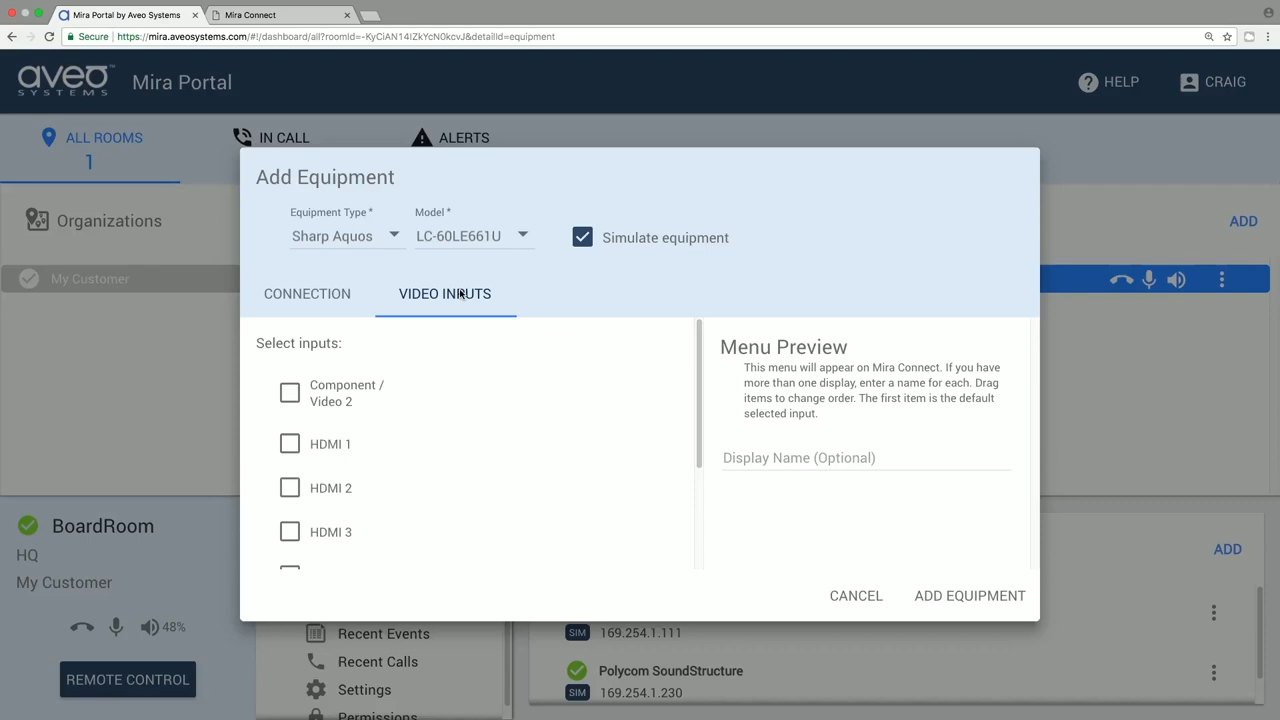 Mira Portal by Aveo Systems
Mira Connect
Secure
https://mira.aveosystems.com/#!/dashboard/all?roomId=-KyCiAN14IZkYcN0kcvJ&detailId=equipment
aveo™
SYSTEMS
Mira Portal
HELP
CRAIG
ALL ROOMS
1
IN CALL
ALERTS
Organizations
ADD
My Customer
Add Equipment
Equipment Type *
Sharp Aquos
Model *
LC-60LE661U
Simulate equipment
CONNECTION
VIDEO INPUTS
Select inputs:
Component /
Video 2
HDMI 1
HDMI 2
HDMI 3
Menu Preview
This menu will appear on Mira Connect. If you have
more than one display, enter a name for each. Drag
items to change order. The first item is the default
selected input.
Display Name (Optional)
CANCEL
ADD EQUIPMENT
BoardRoom
HQ
My Customer
48%
REMOTE CONTROL
Recent Events
Recent Calls
Settings
Permissions
ADD
SIM 169.254.1.111
Polycom SoundStructure
SIM 169.254.1.230